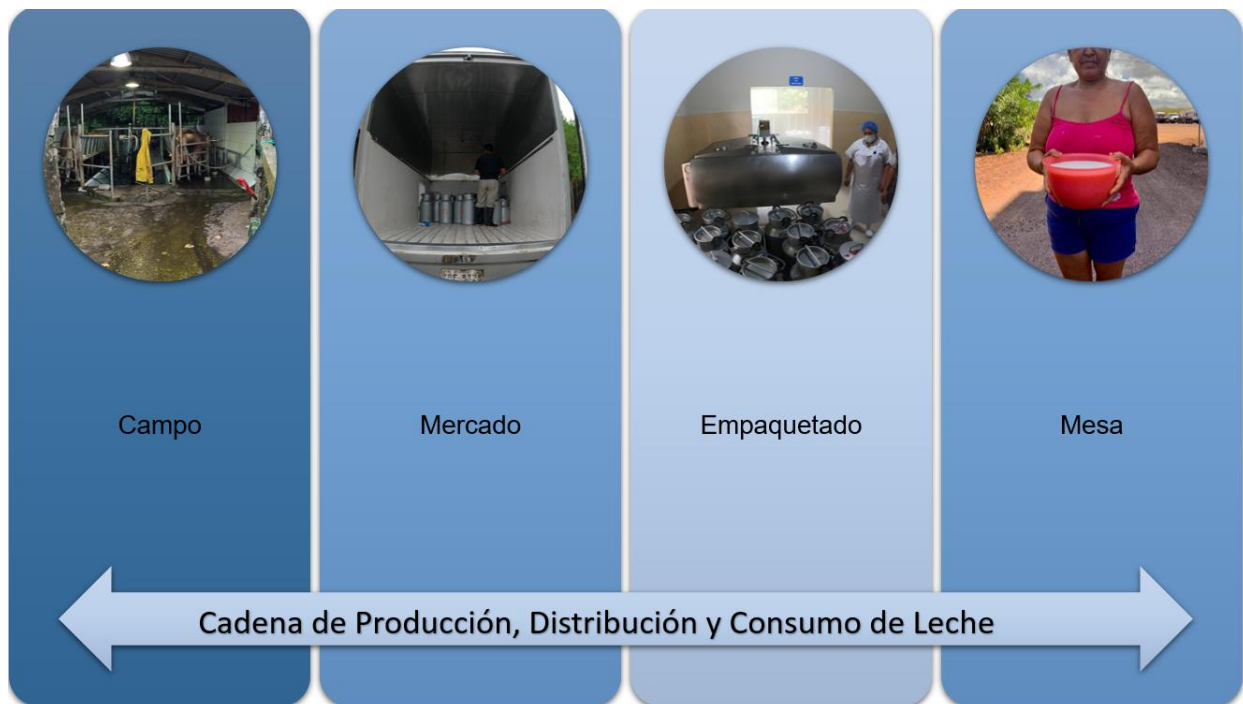 Campo
Mercado
Empaquetado
Mesa
Cadena de Producción, Distribución y Consumo de Leche